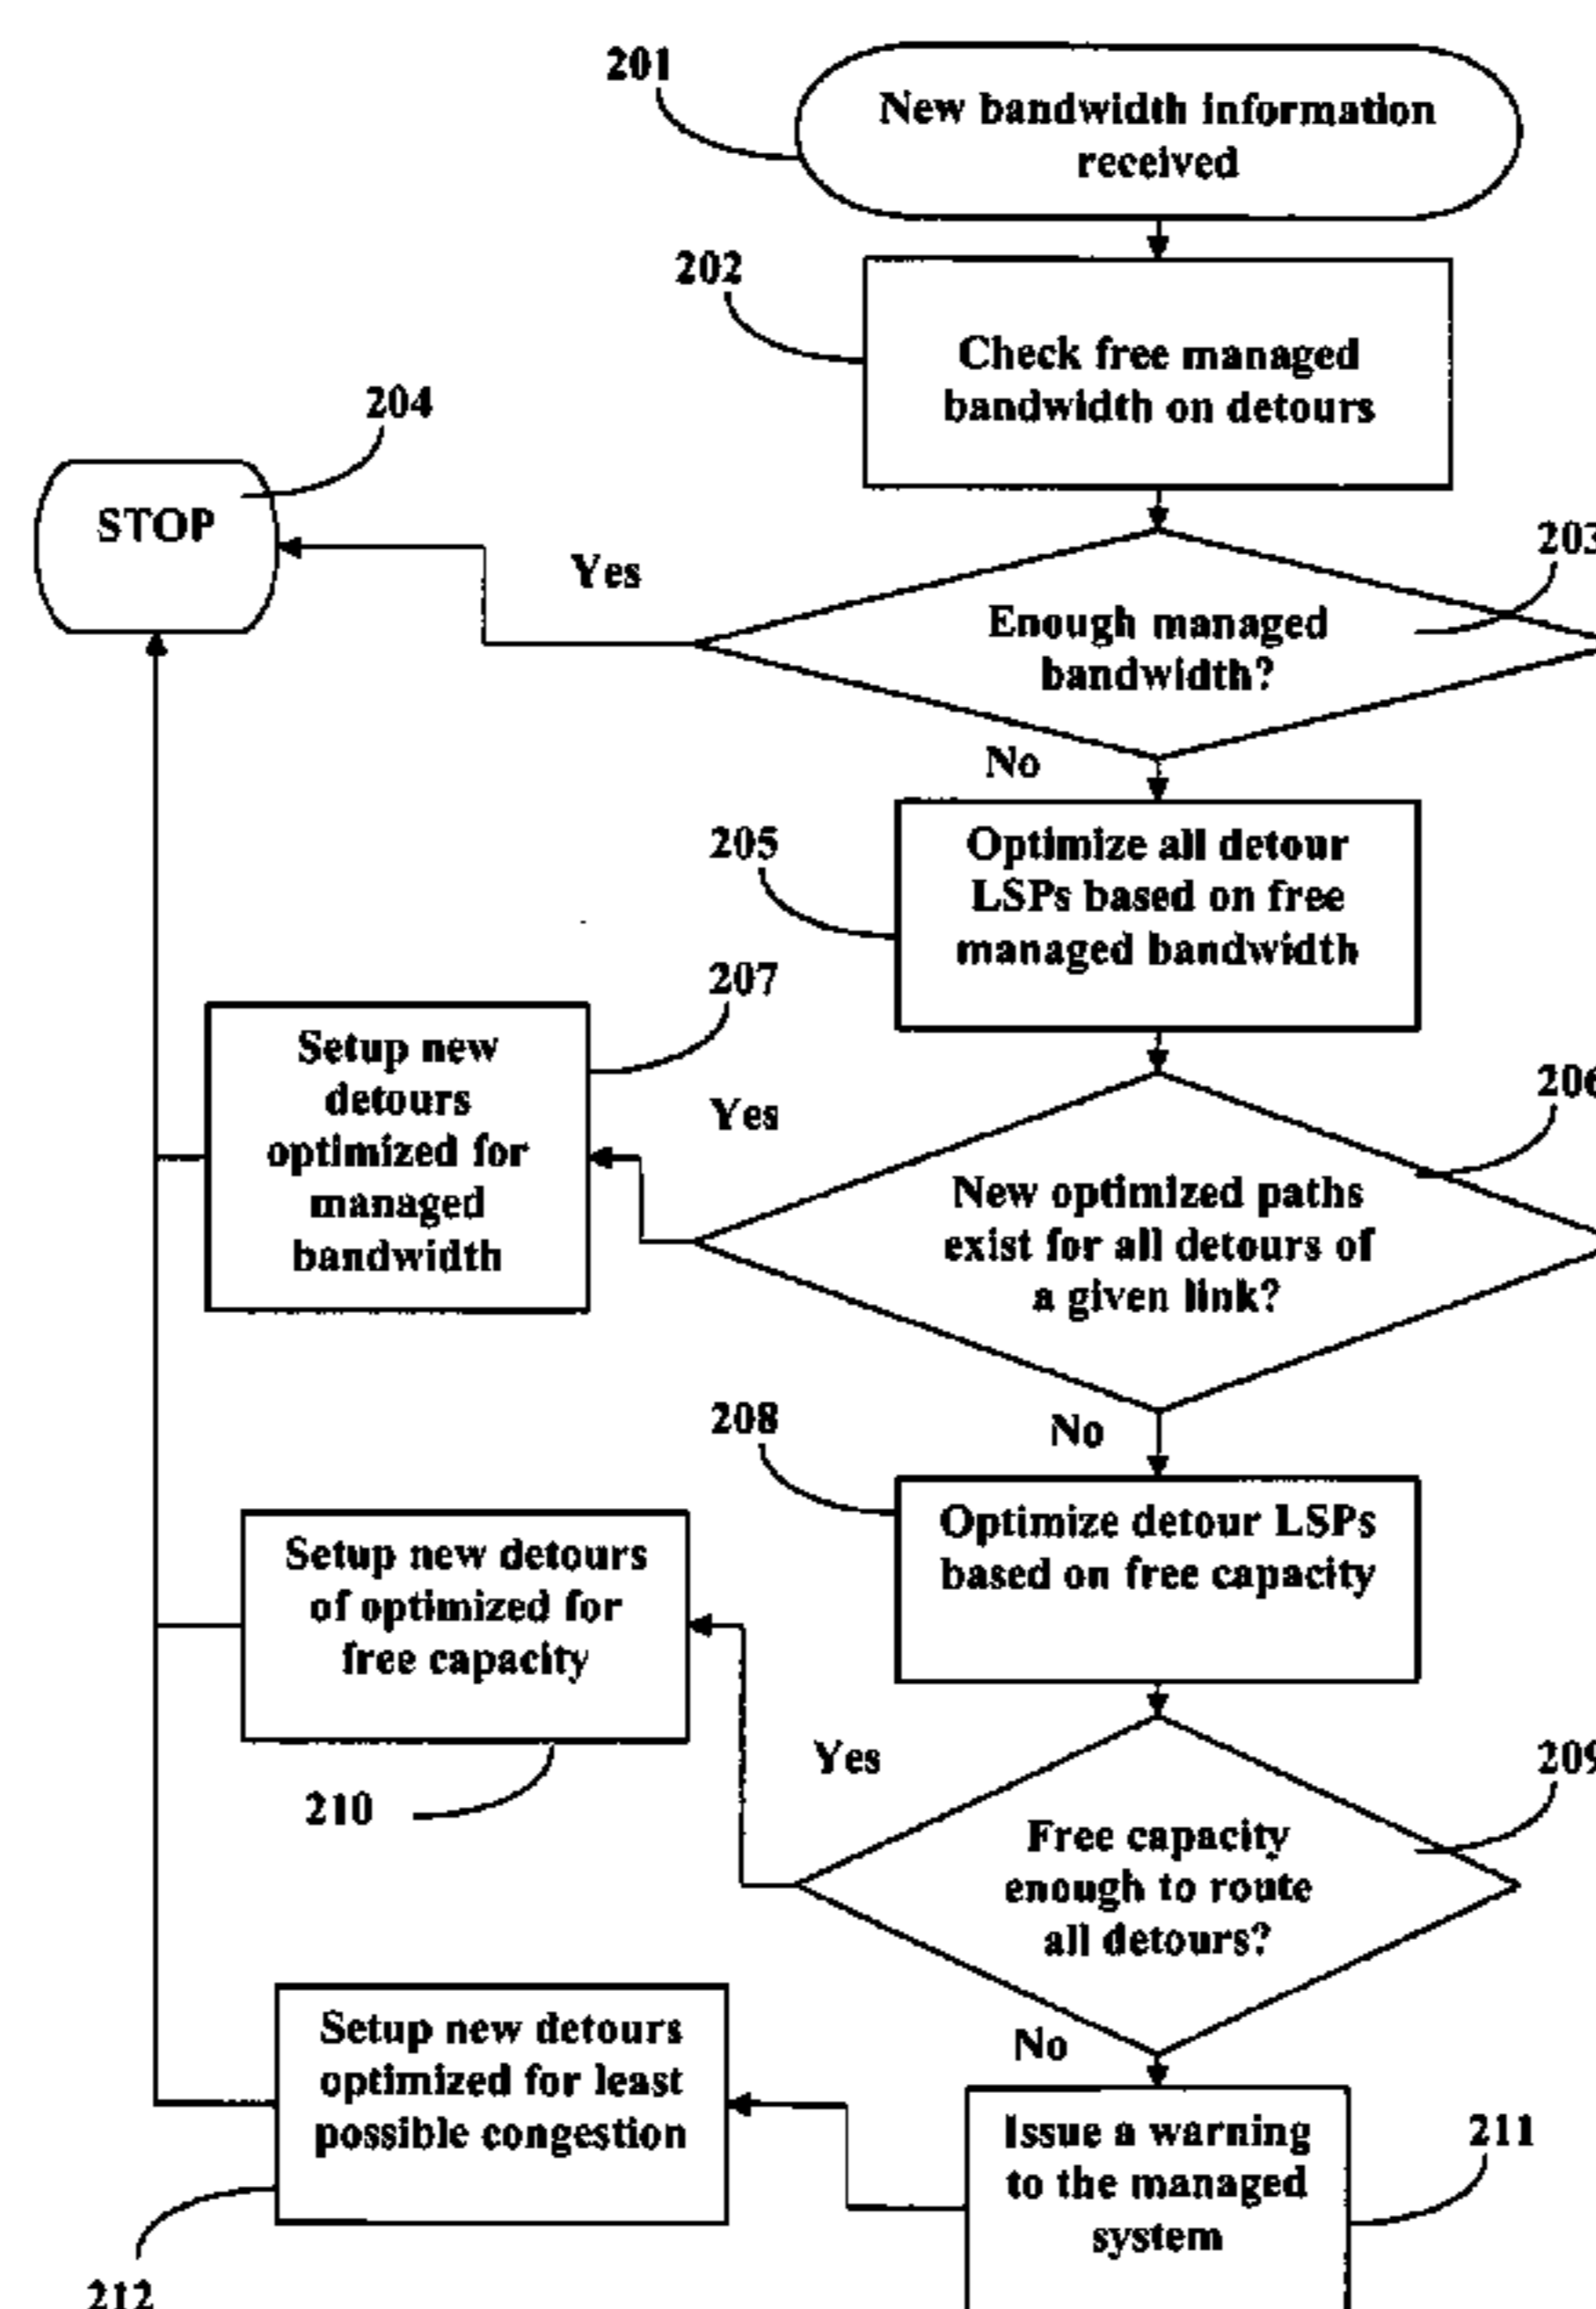 201
New bandwidth information
received
202
Check free managed
bandwidth on detours
204
STOP
203
Yes
Enough managed
bandwidth?
No
205
Optimize all detour
LSPs based on free
managed bandwidth
207
Setup new
detours
optimized for
managed
bandwidth
206
Yes
New optimized paths
exist for all detours of
a given link?
No
208
Optimize detour LSPs
based on free capacity
Setup new detours
of optimized for
free capacity
210
Yes
209
Free capacity
enough to route
all detours?
No
Setup new detours
optimized for least
possible congestion
Issue a warning
to the managed
system
211
212